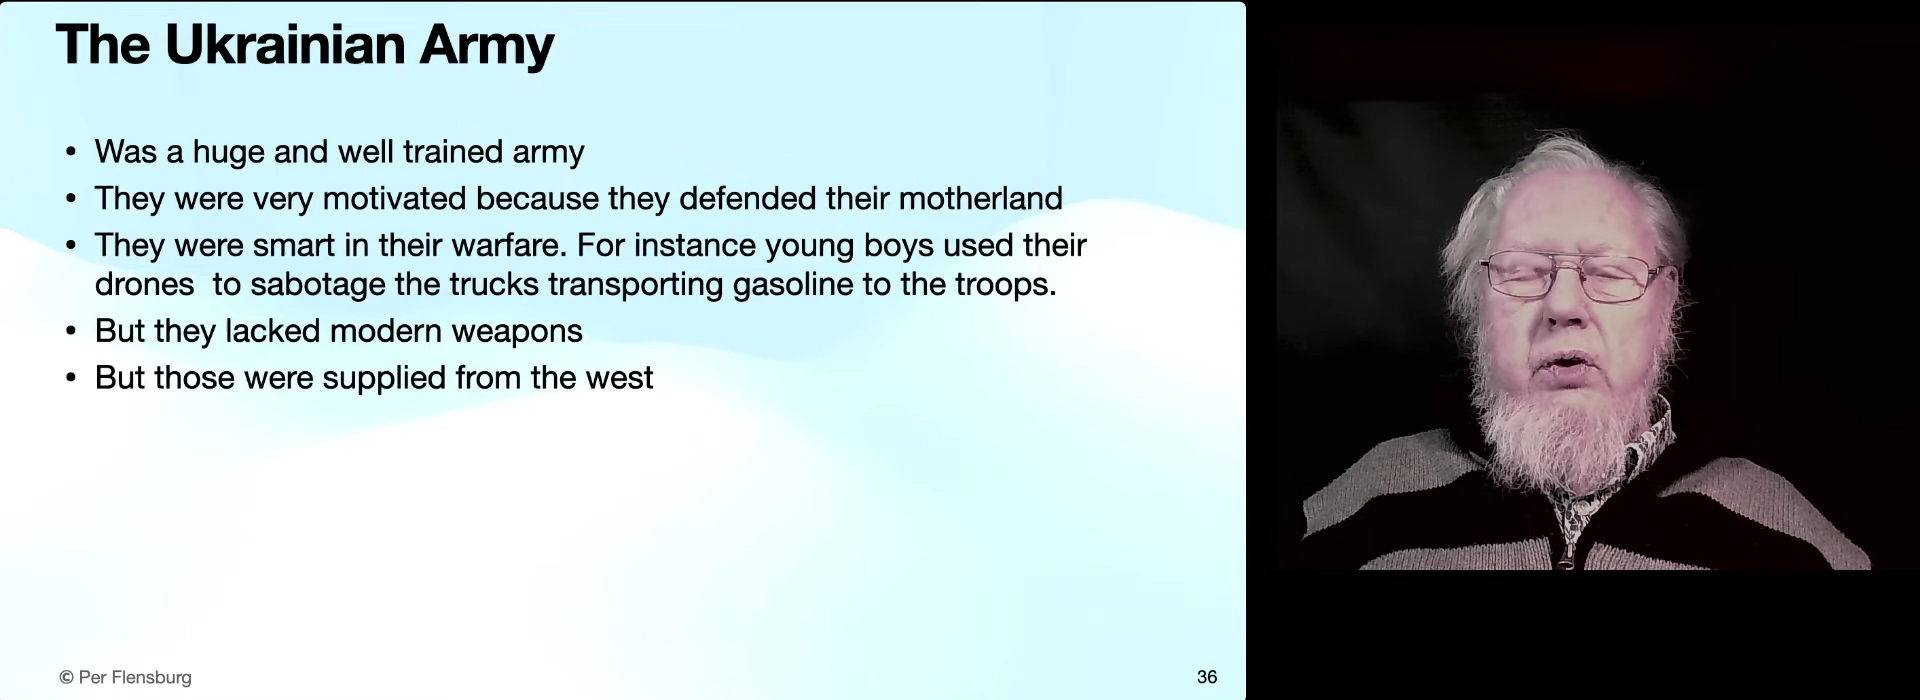 The Ukrainian Army
• Was a huge and well trained army
• They were very motivated because they defended their motherland
• They were smart in their warfare. For instance young boys used their
drones  to sabotage the trucks transporting gasoline to the troops.
• But they lacked modern weapons
• But those were supplied from the west
© Per Flensburg
36